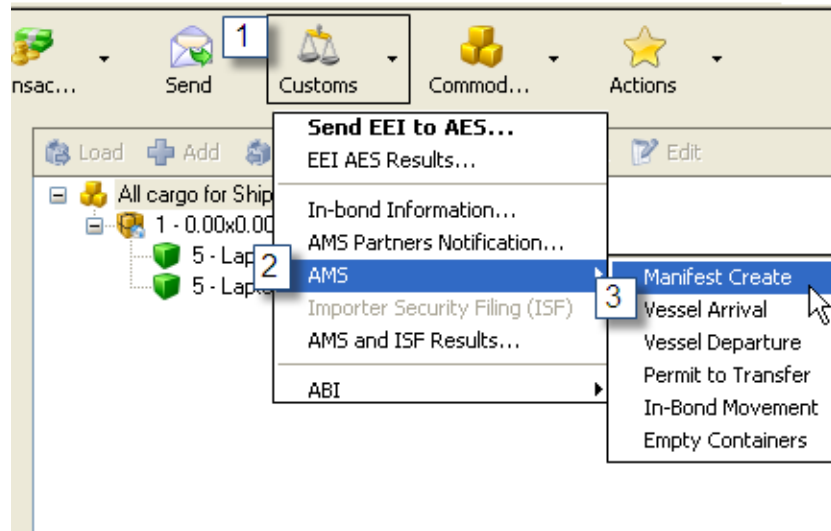 1
nsac...
Send
Customs
Commod...
Actions
Load
Add
Edit
Send EEI to AES...
EEI AES Results...
All cargo for Ship
1 - 0.00x0.00
5 - Lap
5 - Lapto
In-bond Information...
AMS Partners Notification...
2
AMS
Importer Security Filing (ISF)
AMS and ISF Results...
ABI
3
Manifest Create
Vessel Arrival
Vessel Departure
Permit to Transfer
In-Bond Movement
Empty Containers